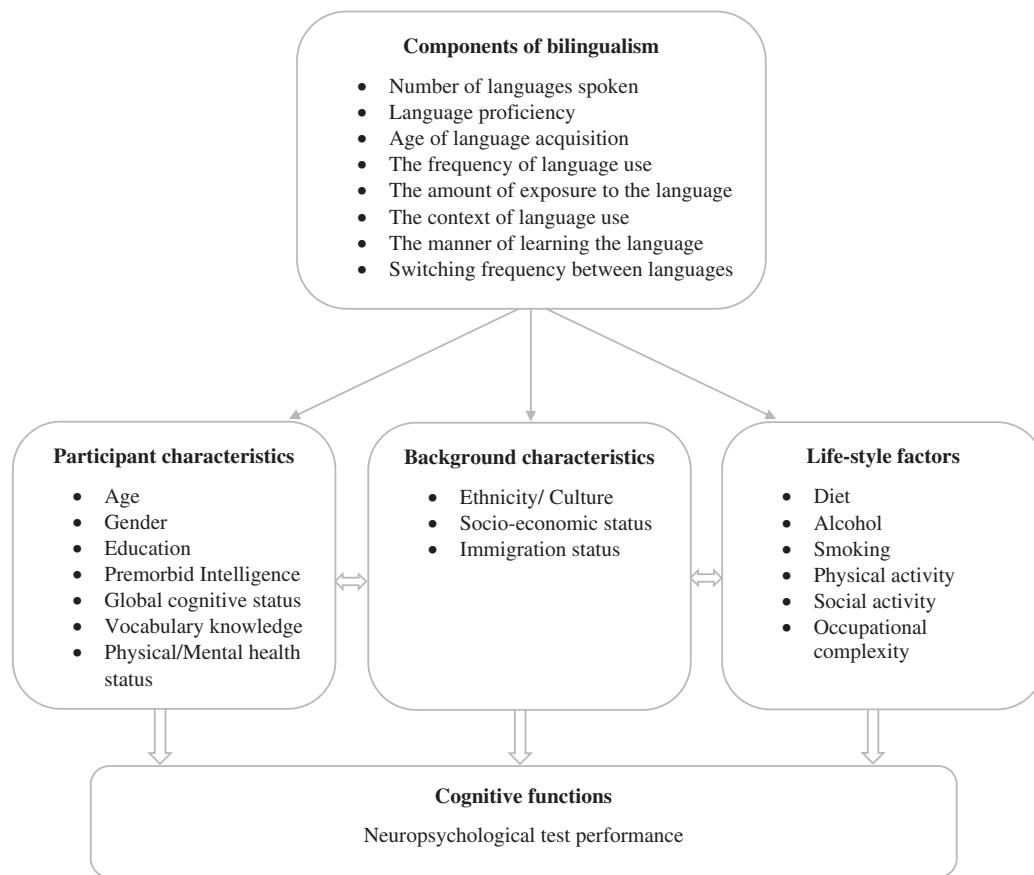 Components of bilingualism
• Number of languages spoken
• Language proficiency
• Age of language acquisition
• The frequency of language use
• The amount of exposure to the language
• The context of language use
• The manner of learning the language
• Switching frequency between languages
Participant characteristics
• Age
• Gender
• Education
• Premorbid Intelligence
• Global cognitive status
• Vocabulary knowledge
• Physical/Mental health
status
Background characteristics
• Ethnicity/ Culture
• Socio-economic status
• Immigration status
Life-style factors
• Diet
• Alcohol
• Smoking
• Physical activity
• Social activity
• Occupational
complexity
Cognitive functions
Neuropsychological test performance